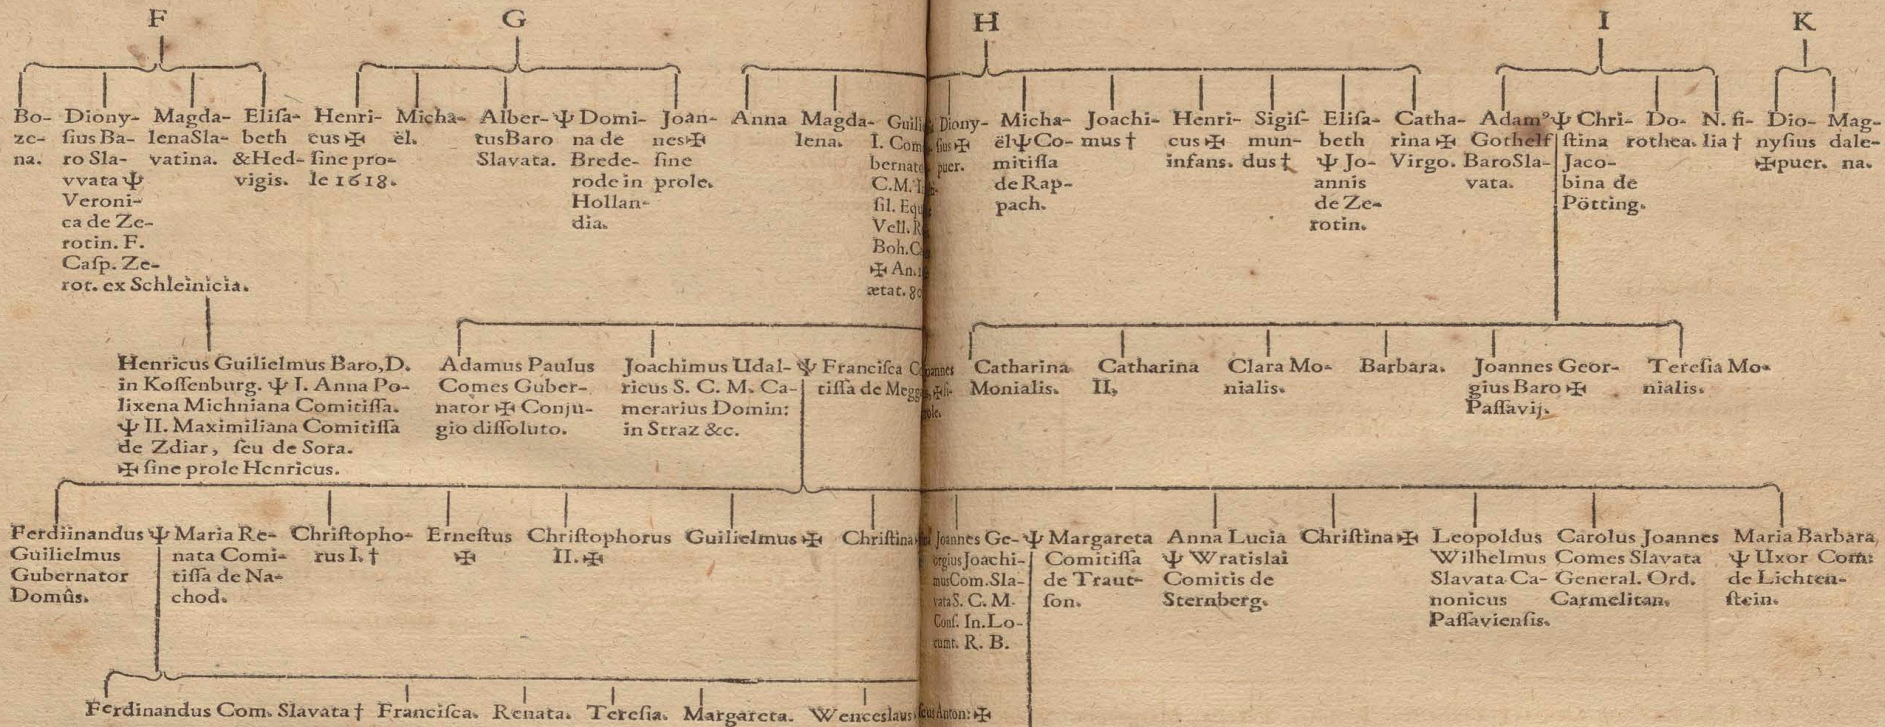 F
G
H
I
K
Bo-
ze-
na.
Diony-
ſius Ba-
ro Sla-
vvata Ψ
Veroni-
ca de Ze-
rotin. F.
Caſp. Ze-
rot. ex Schleinicia.
Magda-
lena Sla-
vatina.
Eliſa-
beth
& Hed-
vigis.
Henri-
cus ✠
ſine pro-
le 1618.
Micha-
ël.
Alber-
tus Baro
Slavata.
Ψ Domi-
na de
Brede-
rode in
Hollan-
dia.
Joan-
nes ✠
ſine
prole.
Anna
Magda-
lena.
I.
C.M.
ſil.
Vell.
Boh.
✠ An.
ætat. 80
Diony-
ſius ✠
puer.
Micha-
ël Ψ Co-
mitiſſa
de Rap-
pach.
Joachi-
mus †
Henri-
cus ✠
infans.
Sigiſ-
mun-
dus †
Eliſa-
beth
Ψ Jo-
annis
de Ze-
rotin.
Catha-
rina ✠
Virgo.
Adamꝰ
Gothelf
Baro Sla-
vata.
Ψ Chri-
ſtina
Jaco-
bina de
Pötting.
Do-
rothea.
N. fi-
lia †
Dio-
nyſius
✠ puer.
Mag-
dale-
na.
Henricus Guilielmus Baro, D.
in Koſſenburg. Ψ I. Anna Po-
lixena Michniana Comitiſſa.
Ψ II. Maximiliana Comitiſſa
de Zdiar, ſeu de Sora.
✠ ſine prole Henricus.
Adamus Paulus
Comes Guber-
nator ✠ Conju-
gio diſſoluto.
Joachimus Udal-
ricus S. C. M. Ca-
merarius Domin:
in Straz &c.
Ψ Franciſca
tiſſa de
Catharina
Monialis.
Catharina
II,
Clara Mo-
nialis.
Barbara.
Joannes Geor-
gius Baro ✠
Paſſavij.
Tereſia Mo-
nialis.
Ferdiinandus
Guilielmus
Gubernator
Domûs.
Ψ Maria Re-
nata Comi-
tiſſa de Na-
chod.
Chriſtopho-
rus I. †
Erneſtus
✠
Chriſtophorus
II. ✠
Guilielmus ✠
Chriſtina
Joannes Ge-
orgius Joachi-
mus Com. Sla-
vata S. C. M.
Conſ. In. Lo-
cumt. R. B.
Ψ Margareta
Comitiſſa
de Traut-
ſon.
Anna Lucia
Ψ Wratislai
Comitis de
Sternberg.
Chriſtina ✠
Leopoldus
Wilhelmus
Slavata Ca-
nonicus
Paſſavienſis.
Carolus Joannes
Comes Slavata
General. Ord.
Carmelitan.
Maria Barbara
Ψ Uxor Com:
de Lichten-
ſtein.
Ferdinandus Com. Slavata †
Franciſca.
Renata.
Tereſia.
Margareta.
Wenceslaus
Anton: ✠